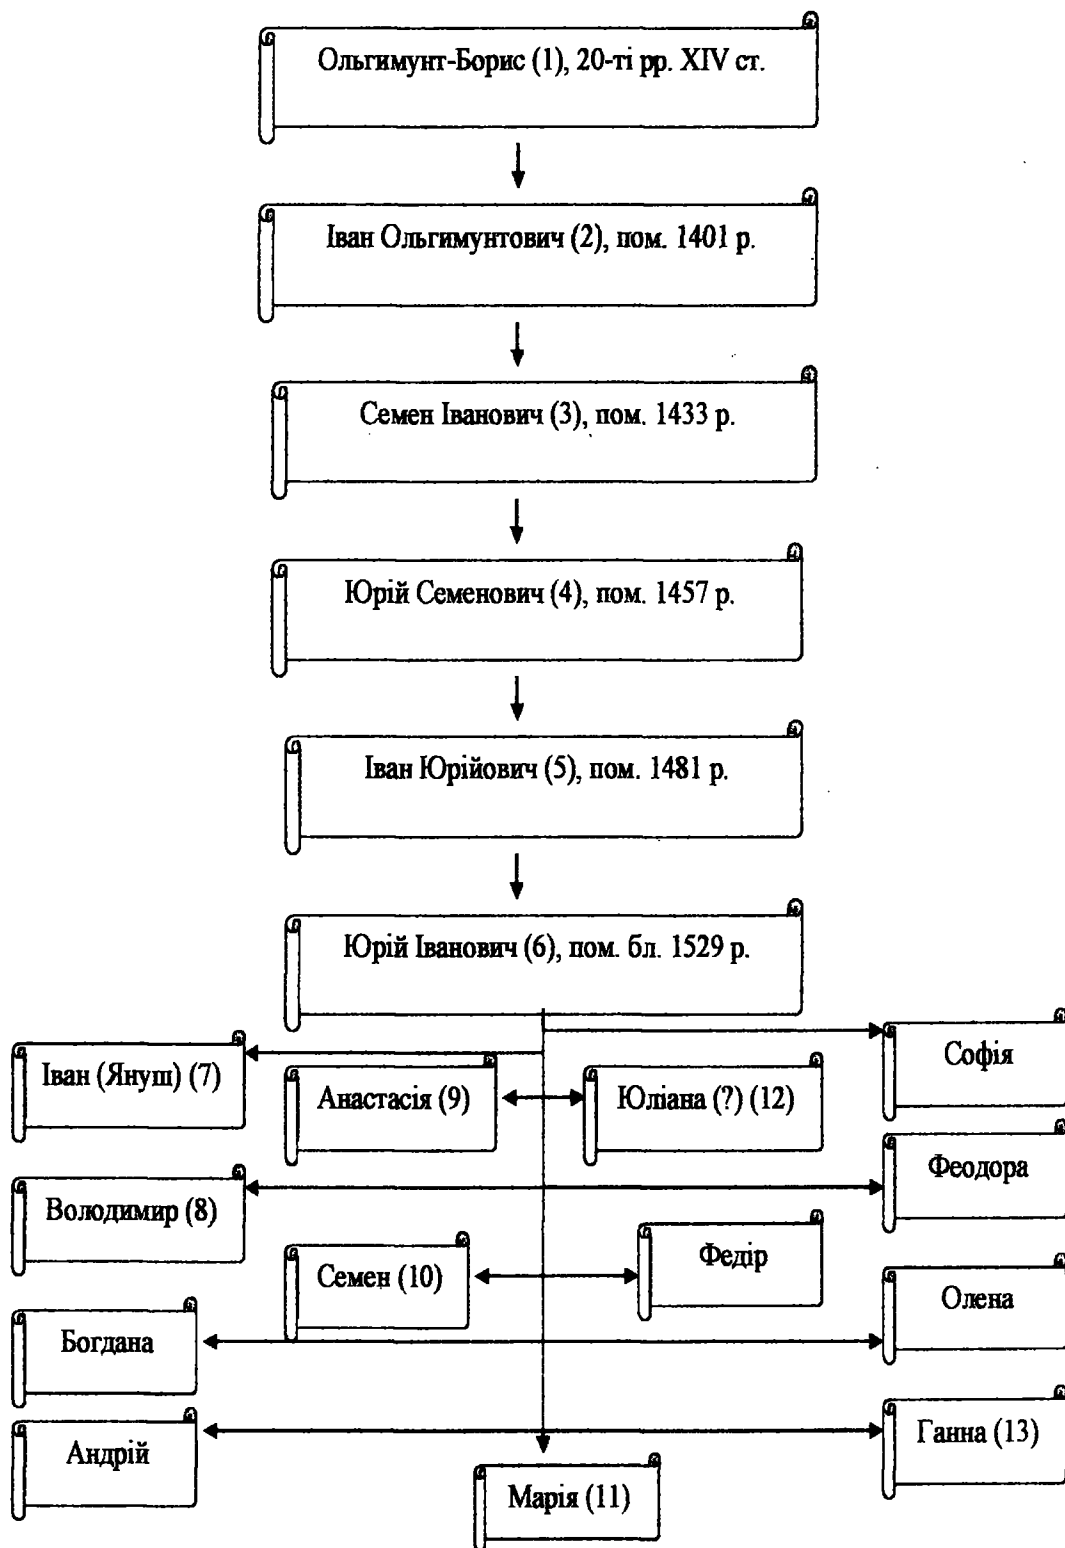 Ольгимунт-Борис (1), 20-ті рр. XIV ст.
Іван Ольгимунтович (2), пом. 1401 р.
Семен Іванович (3), пом. 1433 р.
Юрій Семенович (4), пом. 1457 р.
Іван Юрійович (5), пом. 1481 р.
Юрій Іванович (6), пом. бл. 1529 р.
Іван (Януш) (7)
Анастасія (9)
Юліана (?) (12)
Софія
Володимир (8)
Феодора
Семен (10)
Федір
Богдана
Олена
Андрій
Ганна (13)
Марія (11)